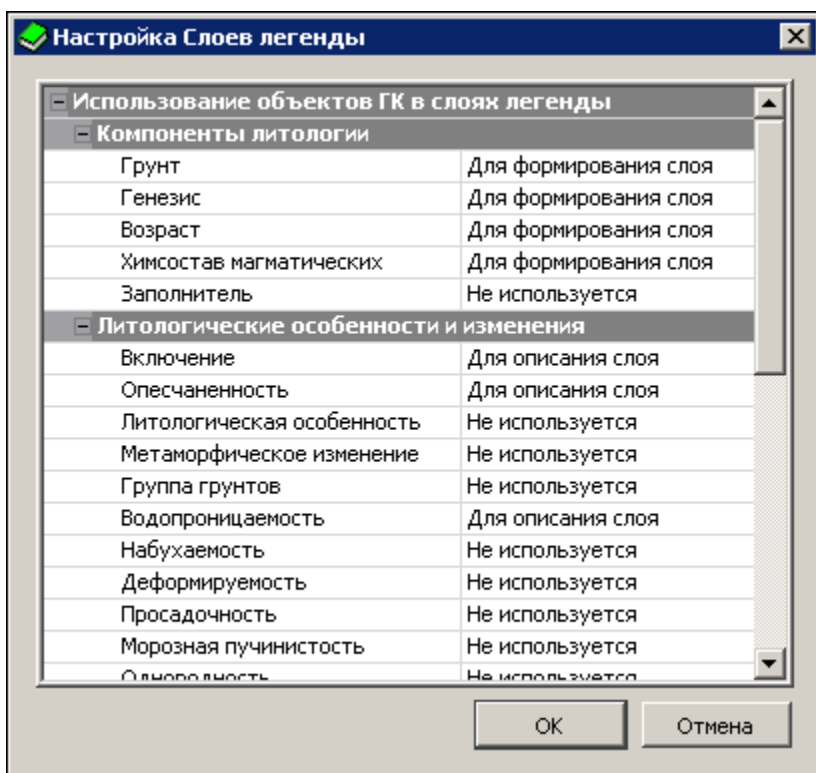 Настройка Слоев легенды
Использование объектов ГК в слоях легенды
Компоненты литологии
Грунт Для формирования слоя
Генезис Для формирования слоя
Возраст Для формирования слоя
Химсостав магматических Для формирования слоя
Заполнитель Не используется
Литологические особенности и изменения
Включение Для описания слоя
Опесчаненность Для описания слоя
Литологическая особенность Не используется
Метаморфическое изменение Не используется
Группа грунтов Не используется
Водопроницаемость Для описания слоя
Набухаемость Не используется
Деформируемость Не используется
Просадочность Не используется
Морозная пучинистость Не используется
Однородность Не используется
OK Отмена